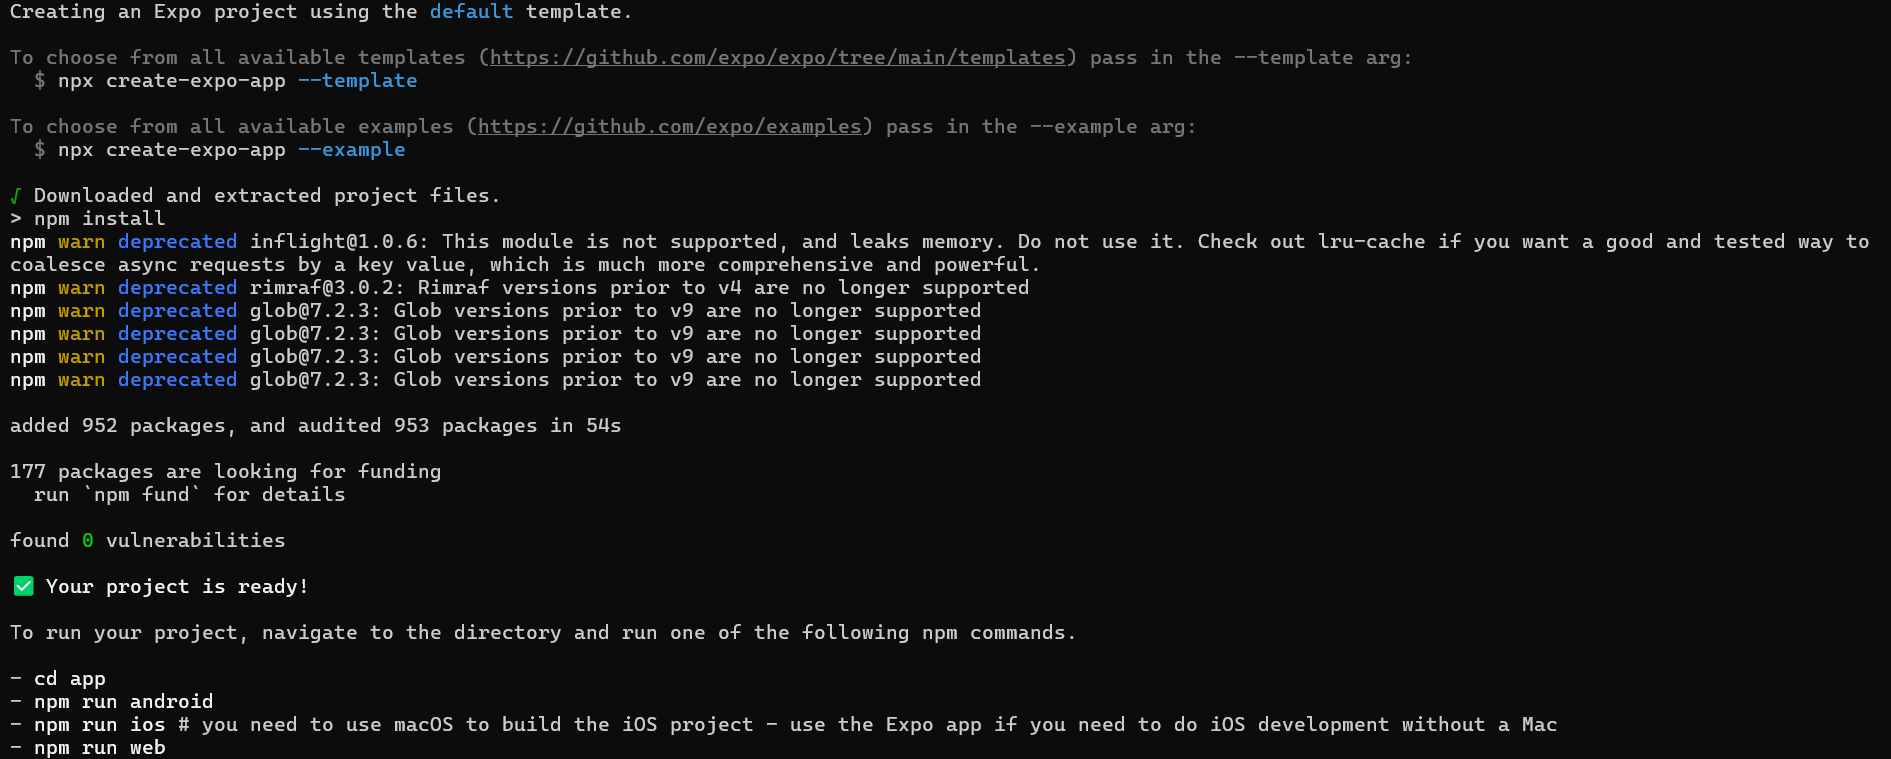 Creating an Expo project using the default template.
To choose from all available templates (https://github.com/expo/expo/tree/main/templates) pass in the --template arg:
$ npx create-expo-app --template
To choose from all available examples (https://github.com/expo/examples) pass in the --example arg:
$ npx create-expo-app --example
√ Downloaded and extracted project files.
> npm install
npm warn deprecated inflight@1.0.6: This module is not supported, and leaks memory. Do not use it. Check out lru-cache if you want a good and tested way to
coalesce async requests by a key value, which is much more comprehensive and powerful.
npm warn deprecated rimraf@3.0.2: Rimraf versions prior to v4 are no longer supported
npm warn deprecated glob@7.2.3: Glob versions prior to v9 are no longer supported
npm warn deprecated glob@7.2.3: Glob versions prior to v9 are no longer supported
npm warn deprecated glob@7.2.3: Glob versions prior to v9 are no longer supported
npm warn deprecated glob@7.2.3: Glob versions prior to v9 are no longer supported
added 952 packages, and audited 953 packages in 54s
177 packages are looking for funding
run `npm fund` for details
found 0 vulnerabilities
✅ Your project is ready!
To run your project, navigate to the directory and run one of the following npm commands.
- cd app
- npm run android
- npm run ios # you need to use macOS to build the iOS project - use the Expo app if you need to do iOS development without a Mac
- npm run web